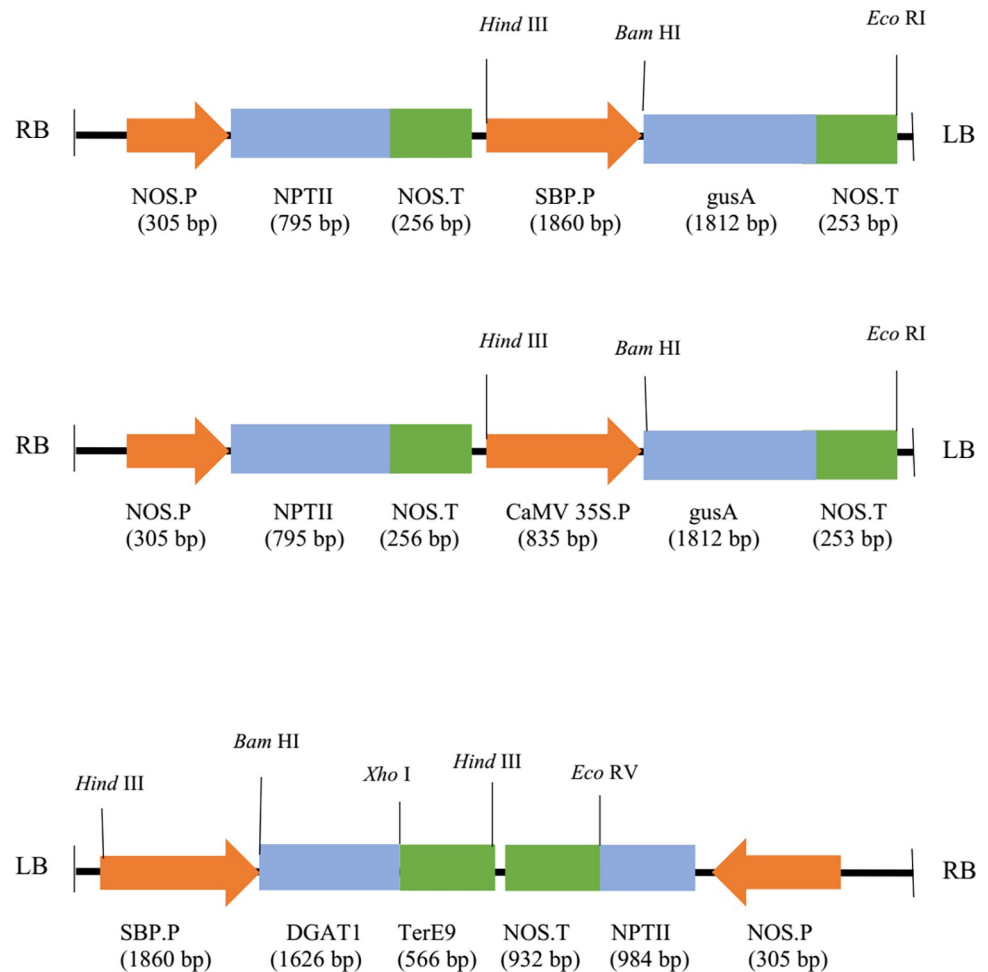 Hind III
Bam HI
Eco RI
RB
LB
NOS.P
(305 bp)
NPTII
(795 bp)
NOS.T
(256 bp)
SBP.P
(1860 bp)
gusA
(1812 bp)
NOS.T
(253 bp)
Hind III
Bam HI
Eco RI
RB
LB
NOS.P
(305 bp)
NPTII
(795 bp)
NOS.T
(256 bp)
CaMV 35S.P
(835 bp)
gusA
(1812 bp)
NOS.T
(253 bp)
Hind III
Bam HI
Xho I
Hind III
Eco RV
LB
RB
SBP.P
(1860 bp)
DGAT1
(1626 bp)
TerE9
(566 bp)
NOS.T
(932 bp)
NPTII
(984 bp)
NOS.P
(305 bp)